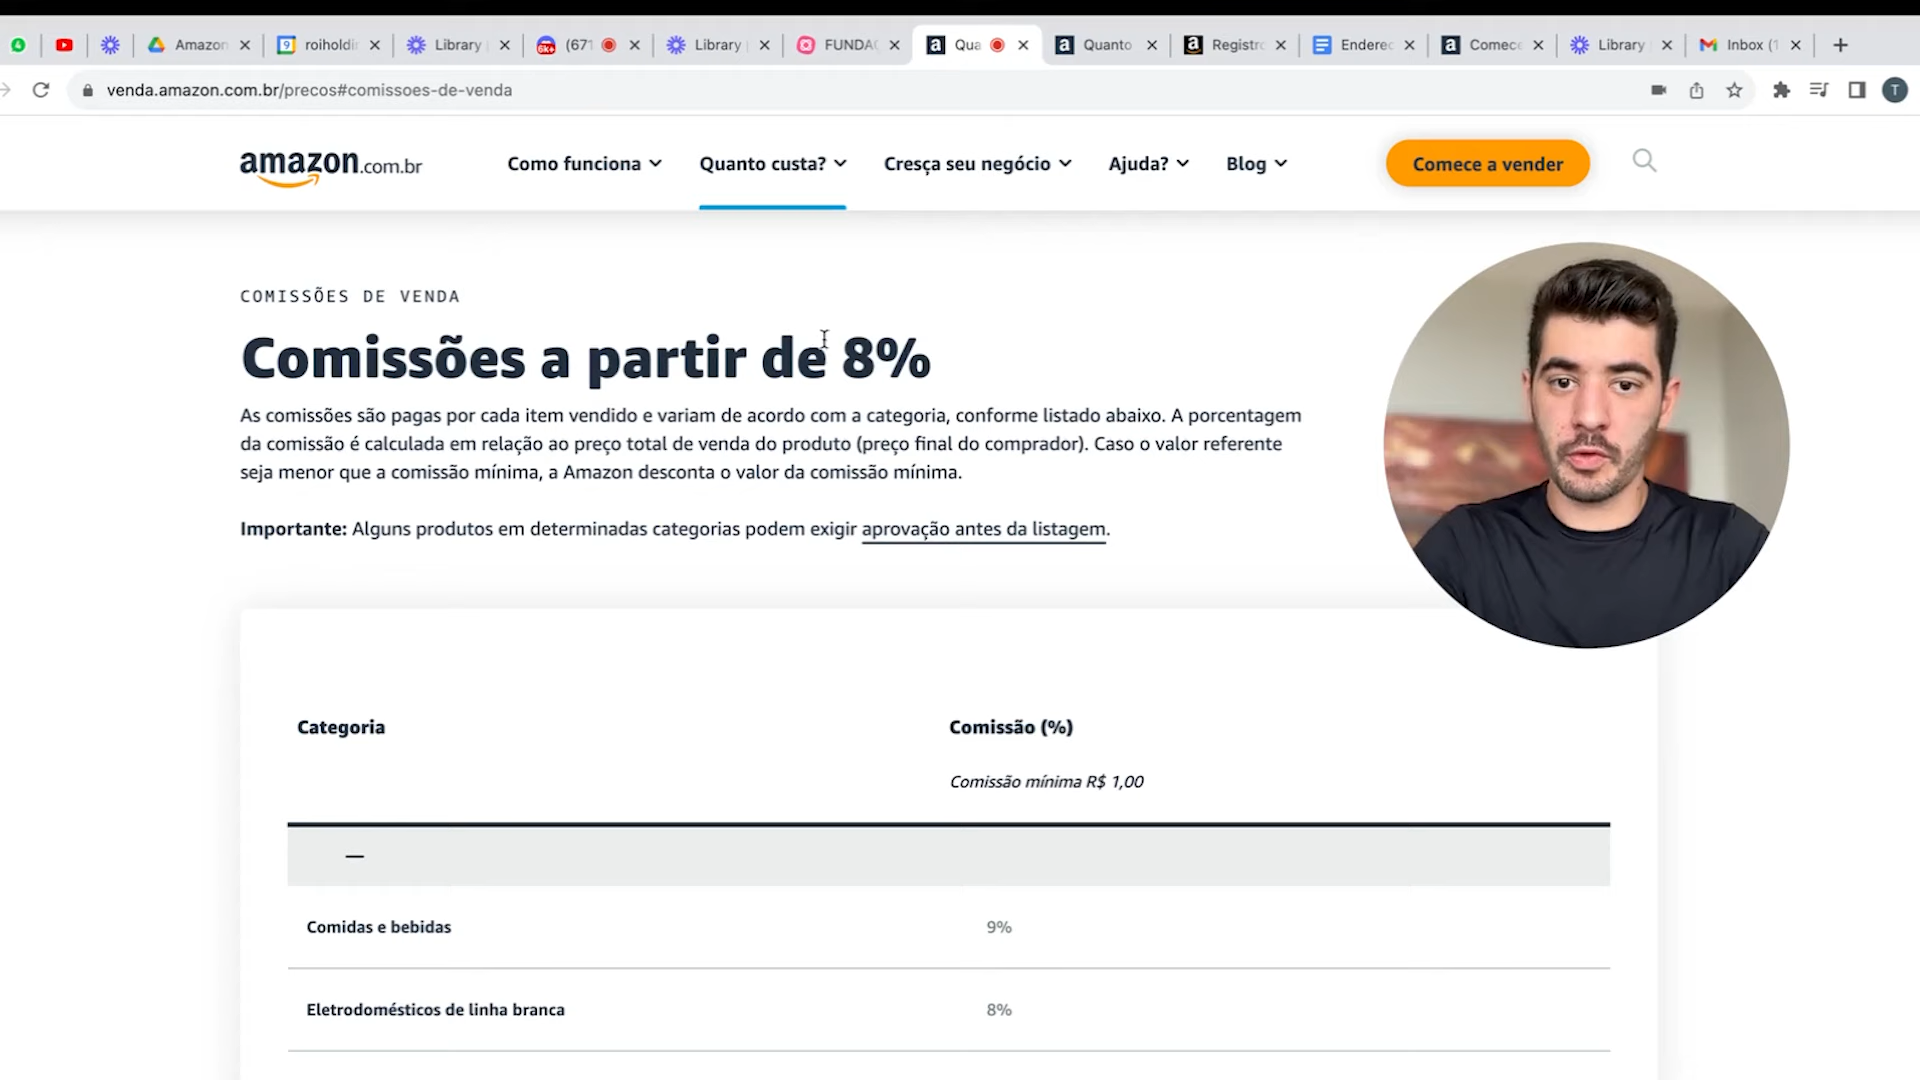 Amazon
roiholdin
Library
(671
Library
FUNDAÇ
Qua
Quanto
Registro
Endereç
Comece
Library
Inbox (1
venda.amazon.com.br/precos#comissoes-de-venda
T
amazon.com.br
Como funciona
Quanto custa?
Cresça seu negócio
Ajuda?
Blog
Comece a vender
COMISSÕES DE VENDA
Comissões a partir de 8%
As comissões são pagas por cada item vendido e variam de acordo com a categoria, conforme listado abaixo. A porcentagem
da comissão é calculada em relação ao preço total de venda do produto (preço final do comprador). Caso o valor referente
seja menor que a comissão mínima, a Amazon desconta o valor da comissão mínima.
Importante: Alguns produtos em determinadas categorias podem exigir aprovação antes da listagem.
Categoria
Comissão (%)
Comissão mínima R$ 1,00
—
Comidas e bebidas
9%
Eletrodomésticos de linha branca
8%